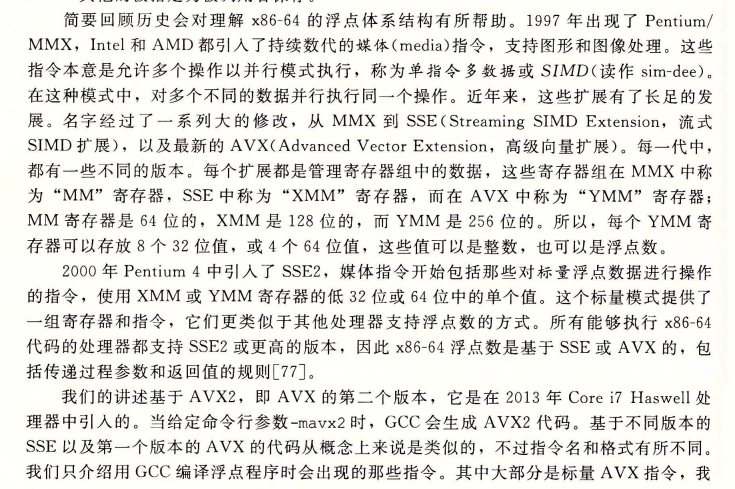 简要回顾历史会对理解 x86-64 的浮点体系结构有所帮助。1997 年出现了 Pentium/
MMX，Intel 和 AMD 都引入了持续数代的媒体(media)指令，支持图形和图像处理。这些
指令本意是允许多个操作以并行模式执行，称为单指令多数据或 SIMD(读作 sim-dee)。
在这种模式中，对多个不同的数据并行执行同一个操作。近年来，这些扩展有了长足的发
展。名字经过了一系列大的修改，从 MMX 到 SSE(Streaming SIMD Extension，流式
SIMD 扩展)，以及最新的 AVX(Advanced Vector Extension，高级向量扩展)。每一代中，
都有一些不同的版本。每个扩展都是管理寄存器组中的数据，这些寄存器组在 MMX 中称
为“MM”寄存器，SSE 中称为“XMM”寄存器，而在 AVX 中称为“YMM”寄存器；
MM 寄存器是 64 位的，XMM 是 128 位的，而 YMM 是 256 位的。所以，每个 YMM 寄
存器可以存放 8 个 32 位值，或 4 个 64 位值，这些值可以是整数，也可以是浮点数。
2000 年 Pentium 4 中引入了 SSE2，媒体指令开始包括那些对标量浮点数据进行操作
的指令，使用 XMM 或 YMM 寄存器的低 32 位或 64 位中的单个值。这个标量模式提供了
一组寄存器和指令，它们更类似于其他处理器支持浮点数的方式。所有能够执行 x86-64
代码的处理器都支持 SSE2 或更高的版本，因此 x86-64 浮点数是基于 SSE 或 AVX 的，包
括传递过程参数和返回值的规则[77]。
我们的讲述基于 AVX2，即 AVX 的第二个版本，它是在 2013 年 Core i7 Haswell 处
理器中引入的。当给定命令行参数-mavx2 时，GCC 会生成 AVX2 代码。基于不同版本的
SSE 以及第一个版本的 AVX 的代码从概念上来说是类似的，不过指令名和格式有所不同。
我们只介绍用 GCC 编译浮点程序时会出现的那些指令。其中大部分是标量 AVX 指令，我